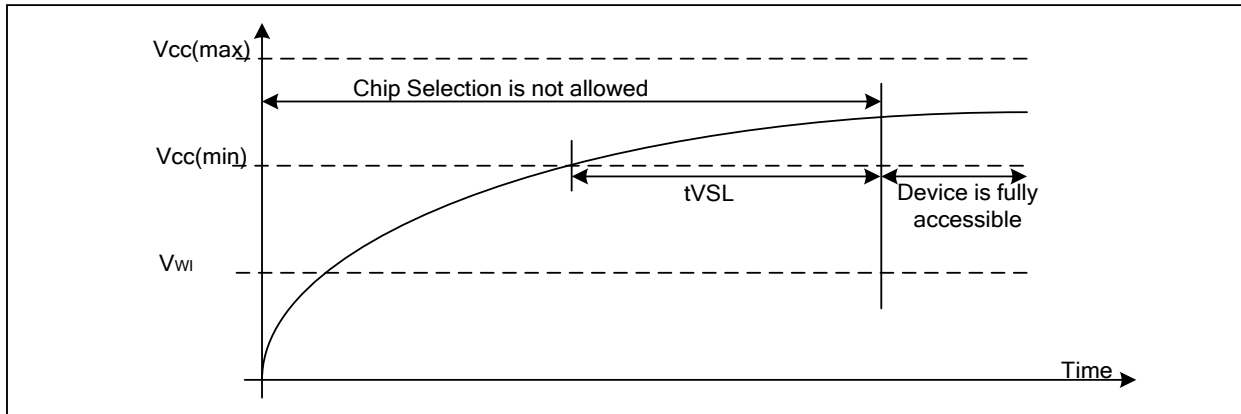 Vcc(max)
Chip Selection is not allowed
Vcc(min)
tVSL
Device is fully
accessible
VWI
Time